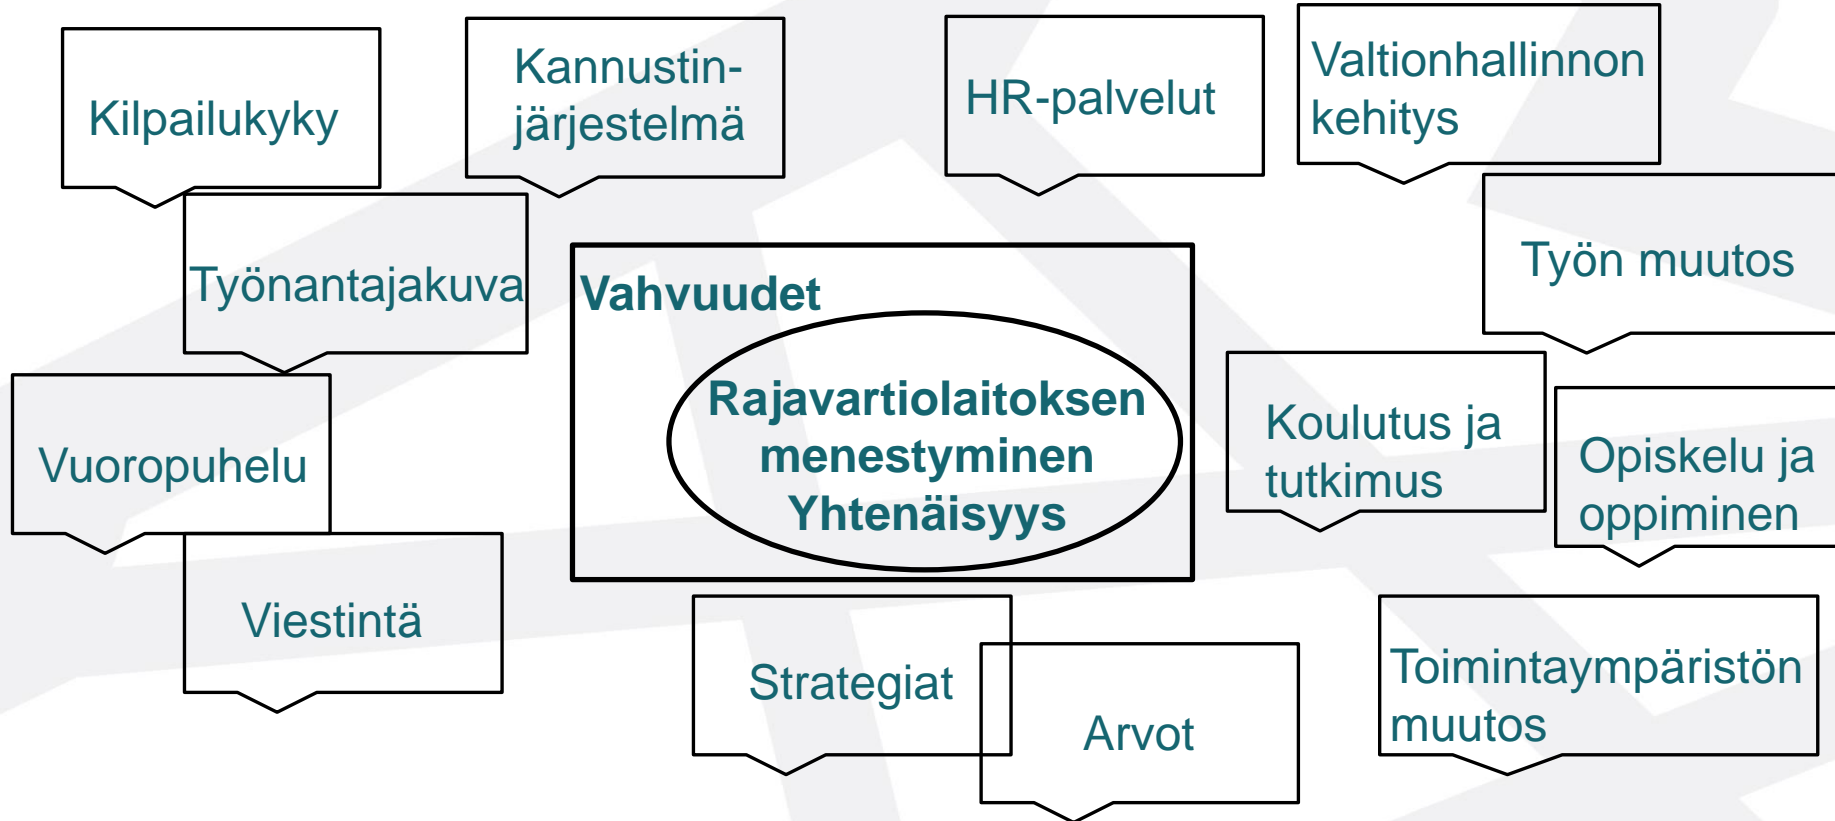 Kilpailukyky
Kannustin-
järjestelmä
HR-palvelut
Valtionhallinnon
kehitys
Työnantajakuva
Vahvuudet
Työn muutos
Rajavartiolaitoksen
menestyminen
Yhtenäisyys
Vuoropuhelu
Koulutus ja
tutkimus
Opiskelu ja
oppiminen
Viestintä
Strategiat
Arvot
Toimintaympäristön
muutos